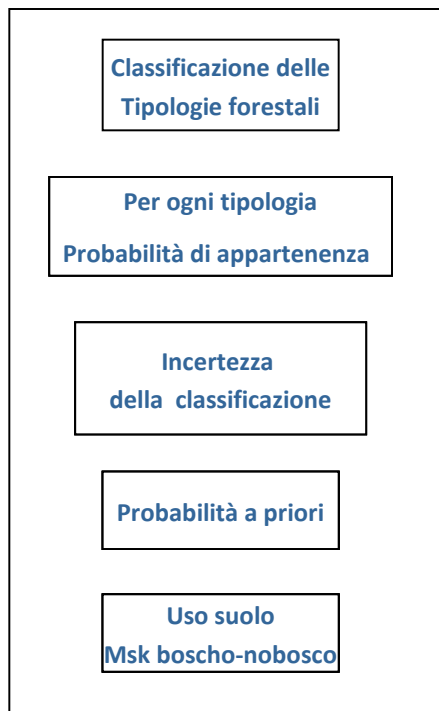 Classificazione delle
Tipologie forestali
Per ogni tipologia
Probabilità di appartenenza
Incertezza
della classificazione
Probabilità a priori
Uso suolo
Msk boscho-nobosco